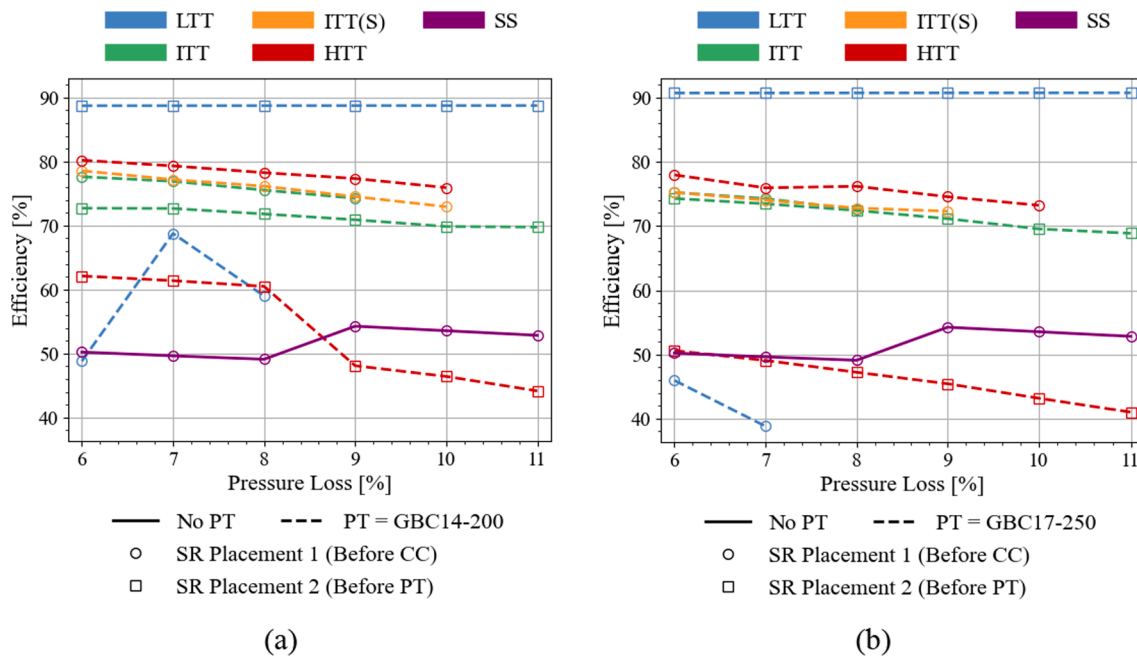 LTT ITT(S) SS
ITT HTT
90
80
70
60
50
40
Efficiency [%]
6 7 8 9 10 11
Pressure Loss [%]
No PT PT = GBC14-200
SR Placement 1 (Before CC)
SR Placement 2 (Before PT)
(a)
LTT ITT(S) SS
ITT HTT
90
80
70
60
50
40
Efficiency [%]
6 7 8 9 10 11
Pressure Loss [%]
No PT PT = GBC17-250
SR Placement 1 (Before CC)
SR Placement 2 (Before PT)
(b)